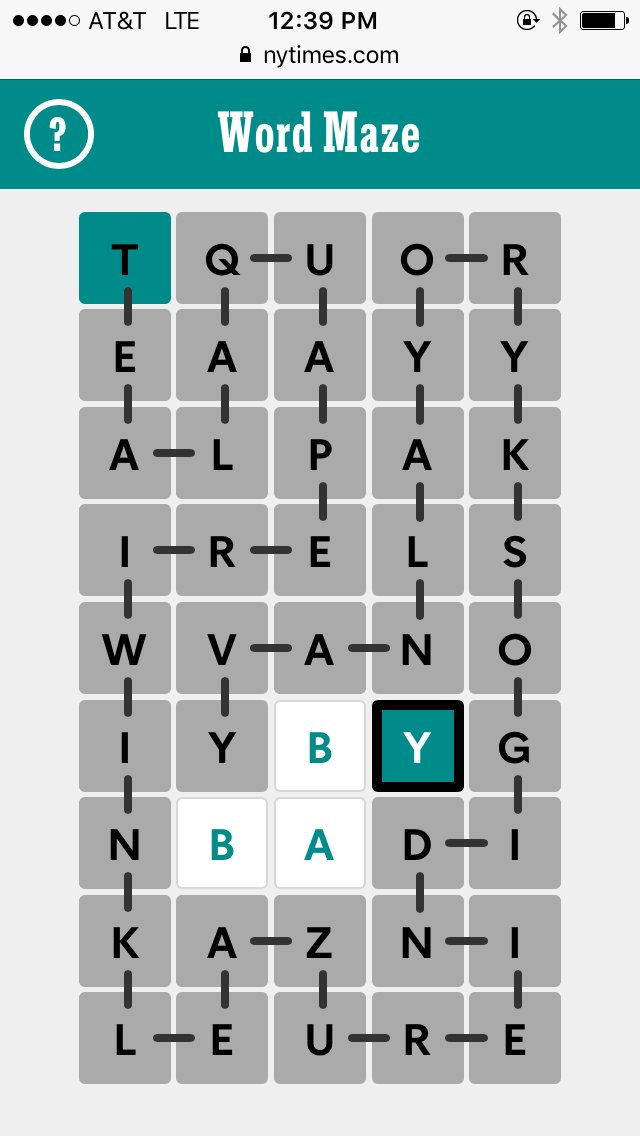 AT&T LTE 12:39 PM
nytimes.com
? Word Maze
T Q U O R
E A A Y Y
A L P A K
I R E L S
W V A N O
I Y B Y G
N B A D I
K A Z N I
L E U R E